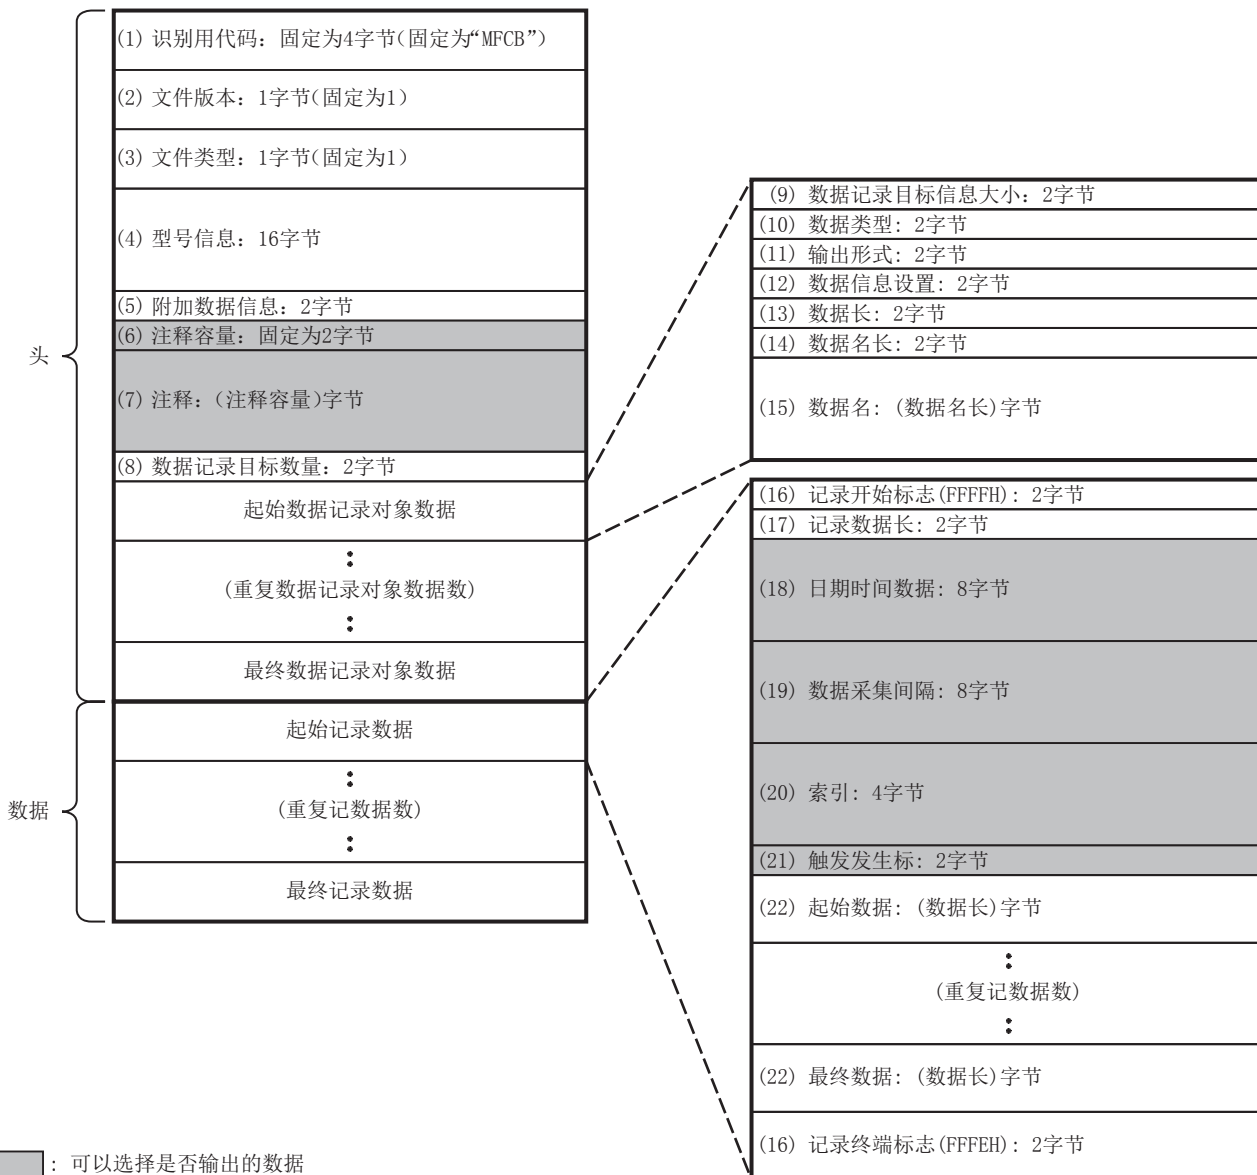 (1) 识别用代码：固定为4字节(固定为“MFCB”)
(2) 文件版本：1字节(固定为1)
(3) 文件类型：1字节(固定为1)
(4) 型号信息：16字节
(5) 附加数据信息：2字节
(6) 注释容量：固定为2字节
(7) 注释：(注释容量)字节
(8) 数据记录目标数量：2字节
起始数据记录对象数据
(重复数据记录对象数据数)
最终数据记录对象数据
头
起始记录数据
(重复记数据数)
最终记录数据
数据
(9) 数据记录目标信息大小：2字节
(10) 数据类型：2字节
(11) 输出形式：2字节
(12) 数据信息设置：2字节
(13) 数据长：2字节
(14) 数据名长：2字节
(15) 数据名：(数据名长)字节
(16) 记录开始标志(FFFFH)：2字节
(17) 记录数据长：2字节
(18) 日期时间数据：8字节
(19) 数据采集间隔：8字节
(20) 索引：4字节
(21) 触发发生标：2字节
(22) 起始数据：(数据长)字节
(重复记数据数)
(22) 最终数据：(数据长)字节
(16) 记录终端标志(FFFEH)：2字节
：可以选择是否输出的数据